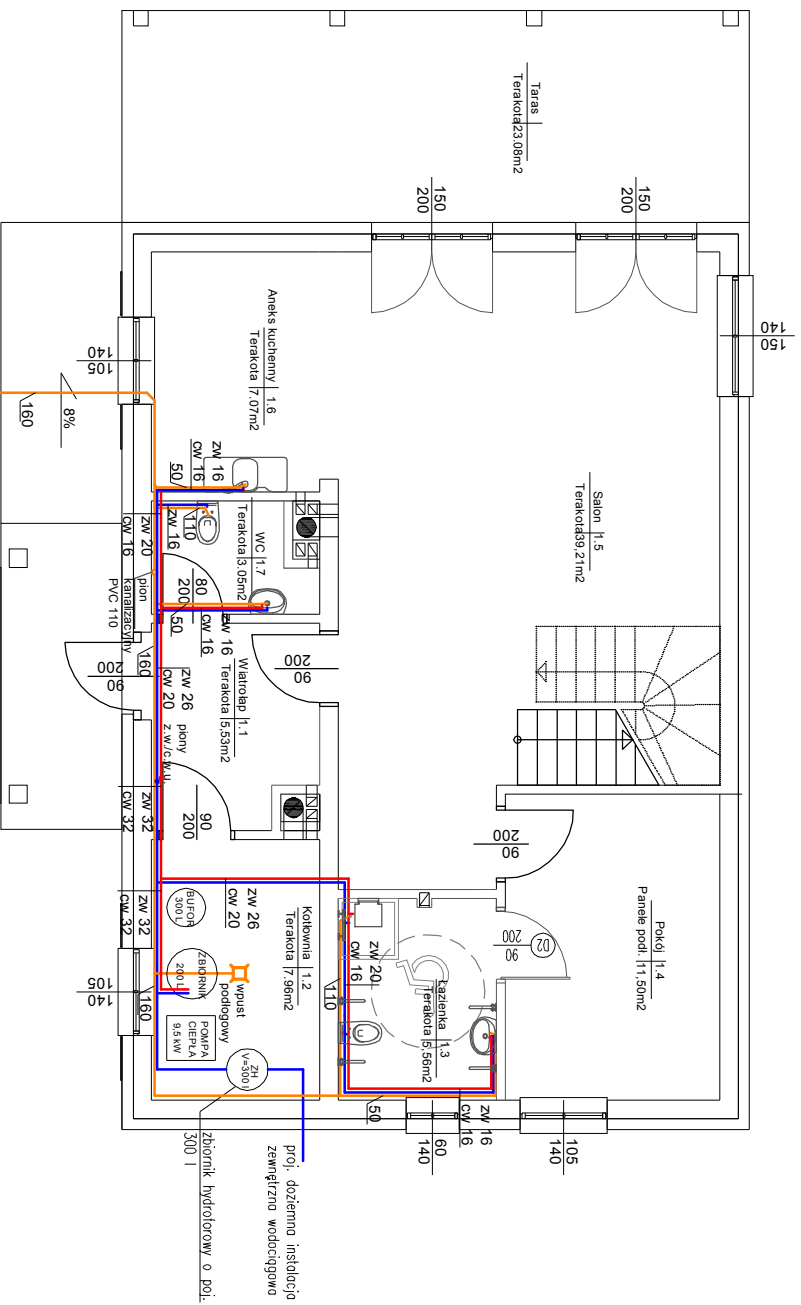 Taras
Terakota 23.08m2
150
200
150
200
140
150
Aneks kuchenny 1.6
Terakota 7.07m2
Salon 1.5
Terakota 39,21m2
140
105
8%
160
zw 16
cw 16
50
WC 1.7
Terakota 3.05m2
110
zw 16
zw 20
cw 16
80
200
50
zw 16
cw 16
pion
kanalizacyjny
PVC 110
160
90
200
Wiatrołap 1.1
Terakota 5,53m2
90
200
zw 26
cw 20
piony
z.w./c.w.u.
zw 32
cw 32
90
200
90
200
Pokój 1.4
Panele podł. 11,50m2
D2
90
200
zw 26
cw 20
Kotłownia 1.2
Terakota 7.96m2
BUFOR
300 L
ZBIORNIK
200 L
wpust
podłogowy
POMPA
CIEPŁA
9,5 kW
zw 32
cw 32
105
140
160
zw 20
cw 16
110
Łazienka 1.3
Terakota 5,56m2
50
zw 16
cw 16
60
140
105
140
ZH
V=300 l
proj. doziemna instalacja
zewnętrzna wodociągowa
zbiornik hydroforowy o poj.
300 l